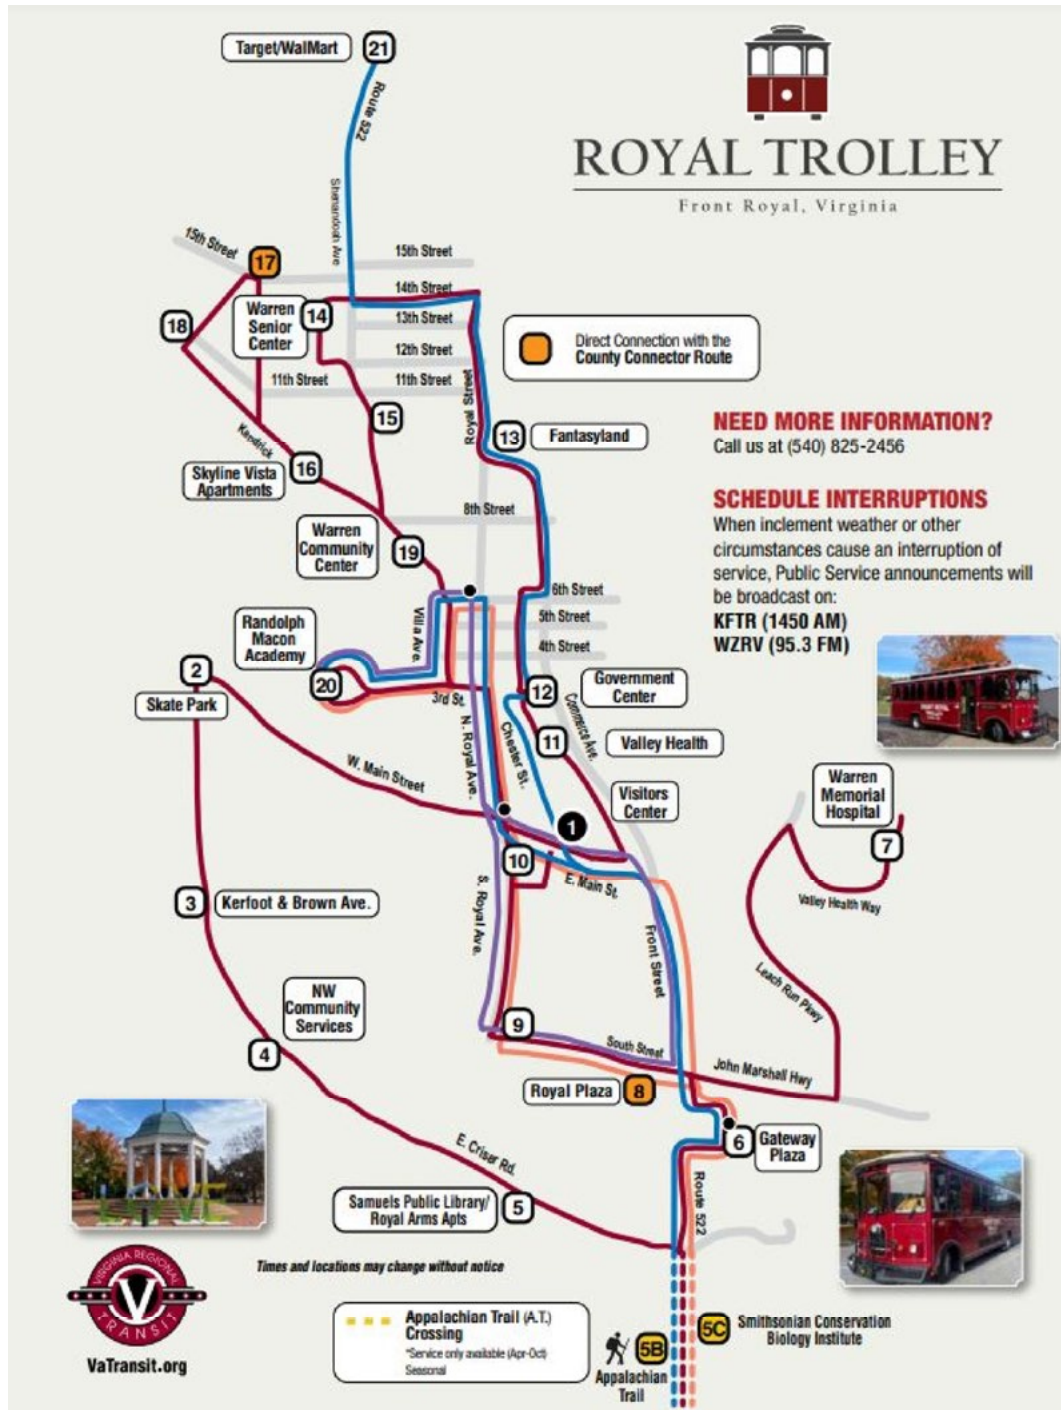 Target/WalMart
21
ROYAL TROLLEY
Front Royal, Virginia
Route 522
Shenandoah Ave
15th Street
17
15th Street
14th Street
Warren
Senior
Center
14
13th Street
18
12th Street
11th Street
11th Street
Royal Street
Direct Connection with the
County Connector Route
15
13
Fantasyland
NEED MORE INFORMATION?
Call us at (540) 825-2456
Kendrick
16
Skyline Vista
Apartments
SCHEDULE INTERRUPTIONS
When inclement weather or other
circumstances cause an interruption of
service, Public Service announcements will
be broadcast on:
KFTR (1450 AM)
WZRV (95.3 FM)
8th Street
Warren
Community
Center
19
6th Street
5th Street
4th Street
Villa Ave.
Randolph
Macon
Academy
20
3rd St.
2
Skate Park
12
Government
Center
Commerce Ave.
11
Valley Health
N. Royal Ave.
Chester St.
W. Main Street
Visitors
Center
1
Warren
Memorial
Hospital
7
10
E. Main St.
Valley Health Way
3
Kerfoot & Brown Ave.
S. Royal Ave.
Front Street
Leach Run Pkwy
NW
Community
Services
4
9
South Street
John Marshall Hwy
Royal Plaza
8
6
Gateway
Plaza
E. Criser Rd.
Route 522
Samuels Public Library/
Royal Arms Apts
5
VIRGINIA REGIONAL
V
TRANSIT
VaTransit.org
Times and locations may change without notice
Appalachian Trail (A.T.)
Crossing
*Service only available (Apr-Oct)
Seasonal
5B
Appalachian
Trail
5C
Smithsonian Conservation
Biology Institute